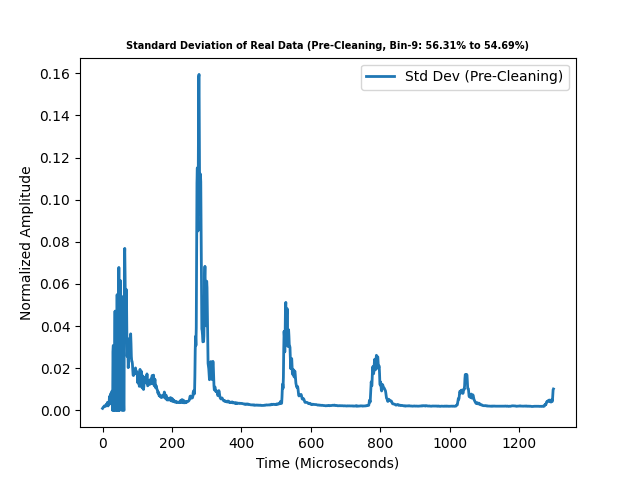 Standard Deviation of Real Data (Pre-Cleaning, Bin-9: 56.31% to 54.69%)
Std Dev (Pre-Cleaning)
Normalized Amplitude
0.16
0.14
0.12
0.10
0.08
0.06
0.04
0.02
0.00
0 200 400 600 800 1000 1200
Time (Microseconds)